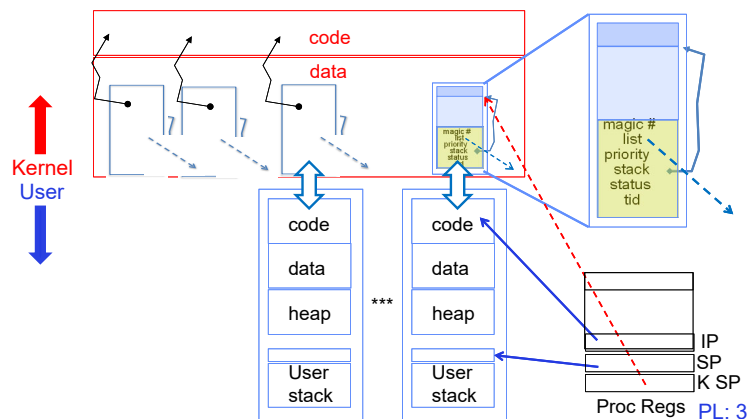 code
data
magic #
list
priority
stack
status
magic #
list
priority
stack
status
tid
Kernel
User
code
data
heap
User
stack
***
code
data
heap
User
stack
IP
SP
K SP
Proc Regs
PL: 3